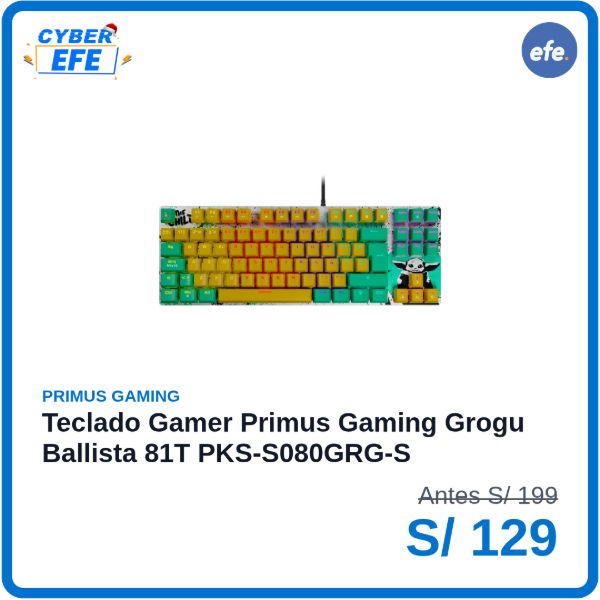 CYBER
EFE
efe.
PRIMUS GAMING
Teclado Gamer Primus Gaming Grogu
Ballista 81T PKS-S080GRG-S
Antes S/ 199
S/ 129